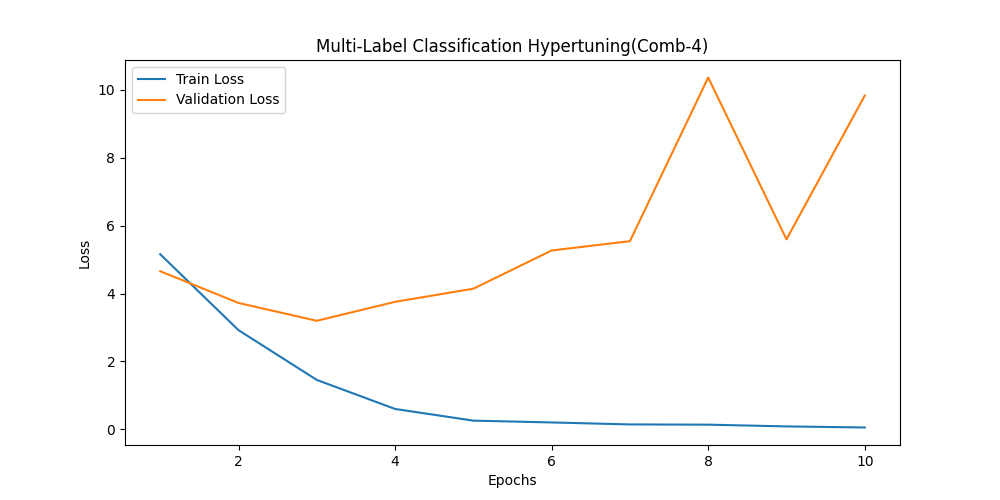 Multi-Label Classification Hypertuning(Comb-4)
Train Loss
Validation Loss
10
8
6
4
2
0
Loss
2 4 6 8 10
Epochs